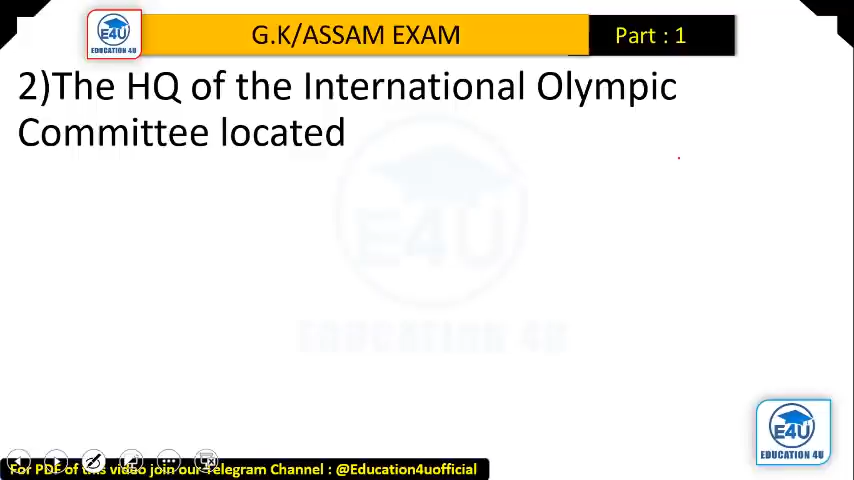 E4U
EDUCATION 4U
G.K/ASSAM EXAM
Part : 1
2)The HQ of the International Olympic
Committee located
E4U
EDUCATION 4U
E4U
EDUCATION 4U
For PDF of this video join our Telegram Channel : @Education4uofficial